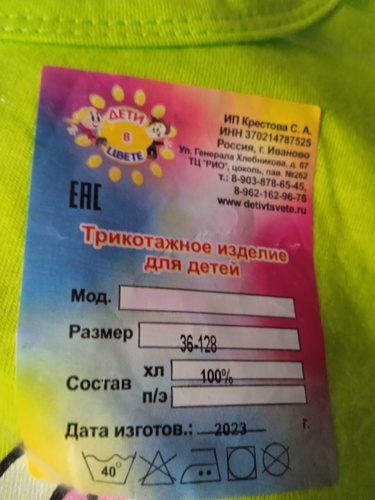 ДЕТИ
В
ЦВЕТЕ
ИП Крестова С. А.
ИНН 370214787525
Россия, г. Иваново
Ул. Генерала Хлебникова, д. 67
ТЦ "РИО", цоколь, пав. №262
т.: 8-903-878-65-45,
8-962-162-96-76
www.detivtsvete.ru
EAC
Трикотажное изделие
для детей
Мод.
Размер 36-128
Состав хл 100%
п/э
Дата изготов.: 2023 г.
40°